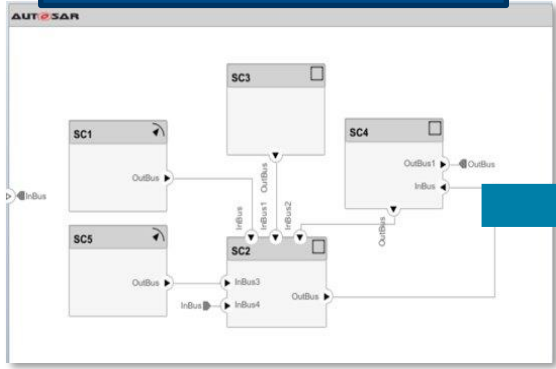 AUTOSAR
SC3
SC1
OutBus
OutBus
SC4
OutBus1
OutBus
InBus
InBus
InBus
InBus1
InBus2
OutBus
SC5
OutBus
SC2
InBus3
InBus
InBus4
OutBus